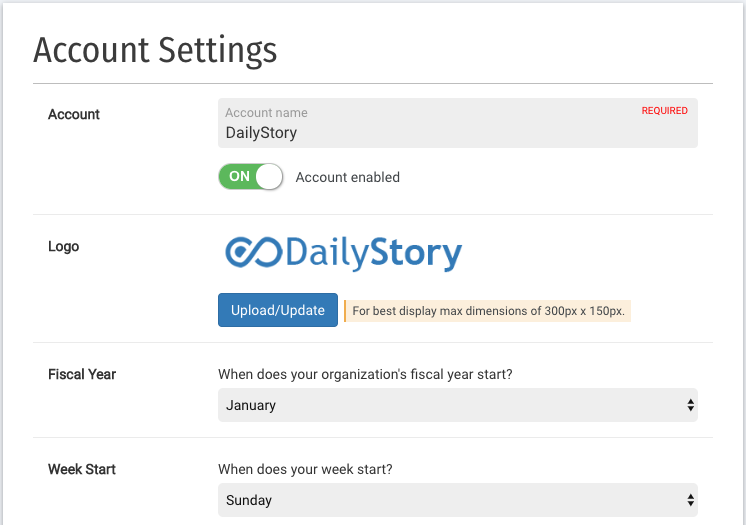 Account Settings
Account
Account name
REQUIRED
DailyStory
ON
Account enabled
Logo
DailyStory
Upload/Update
For best display max dimensions of 300px x 150px.
Fiscal Year
When does your organization's fiscal year start?
January
Week Start
When does your week start?
Sunday